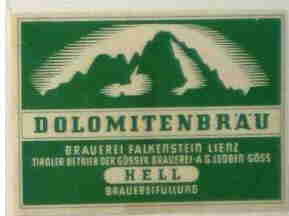 DOLOMITENBRÄU
BRAUEREI FALKENSTEIN LIENZ
TIROLER BETRIEB DER GÖSSER BRAUEREI-A.G. LEOBEN GÖSS
HELL
BRAUEREIFÜLLUNG